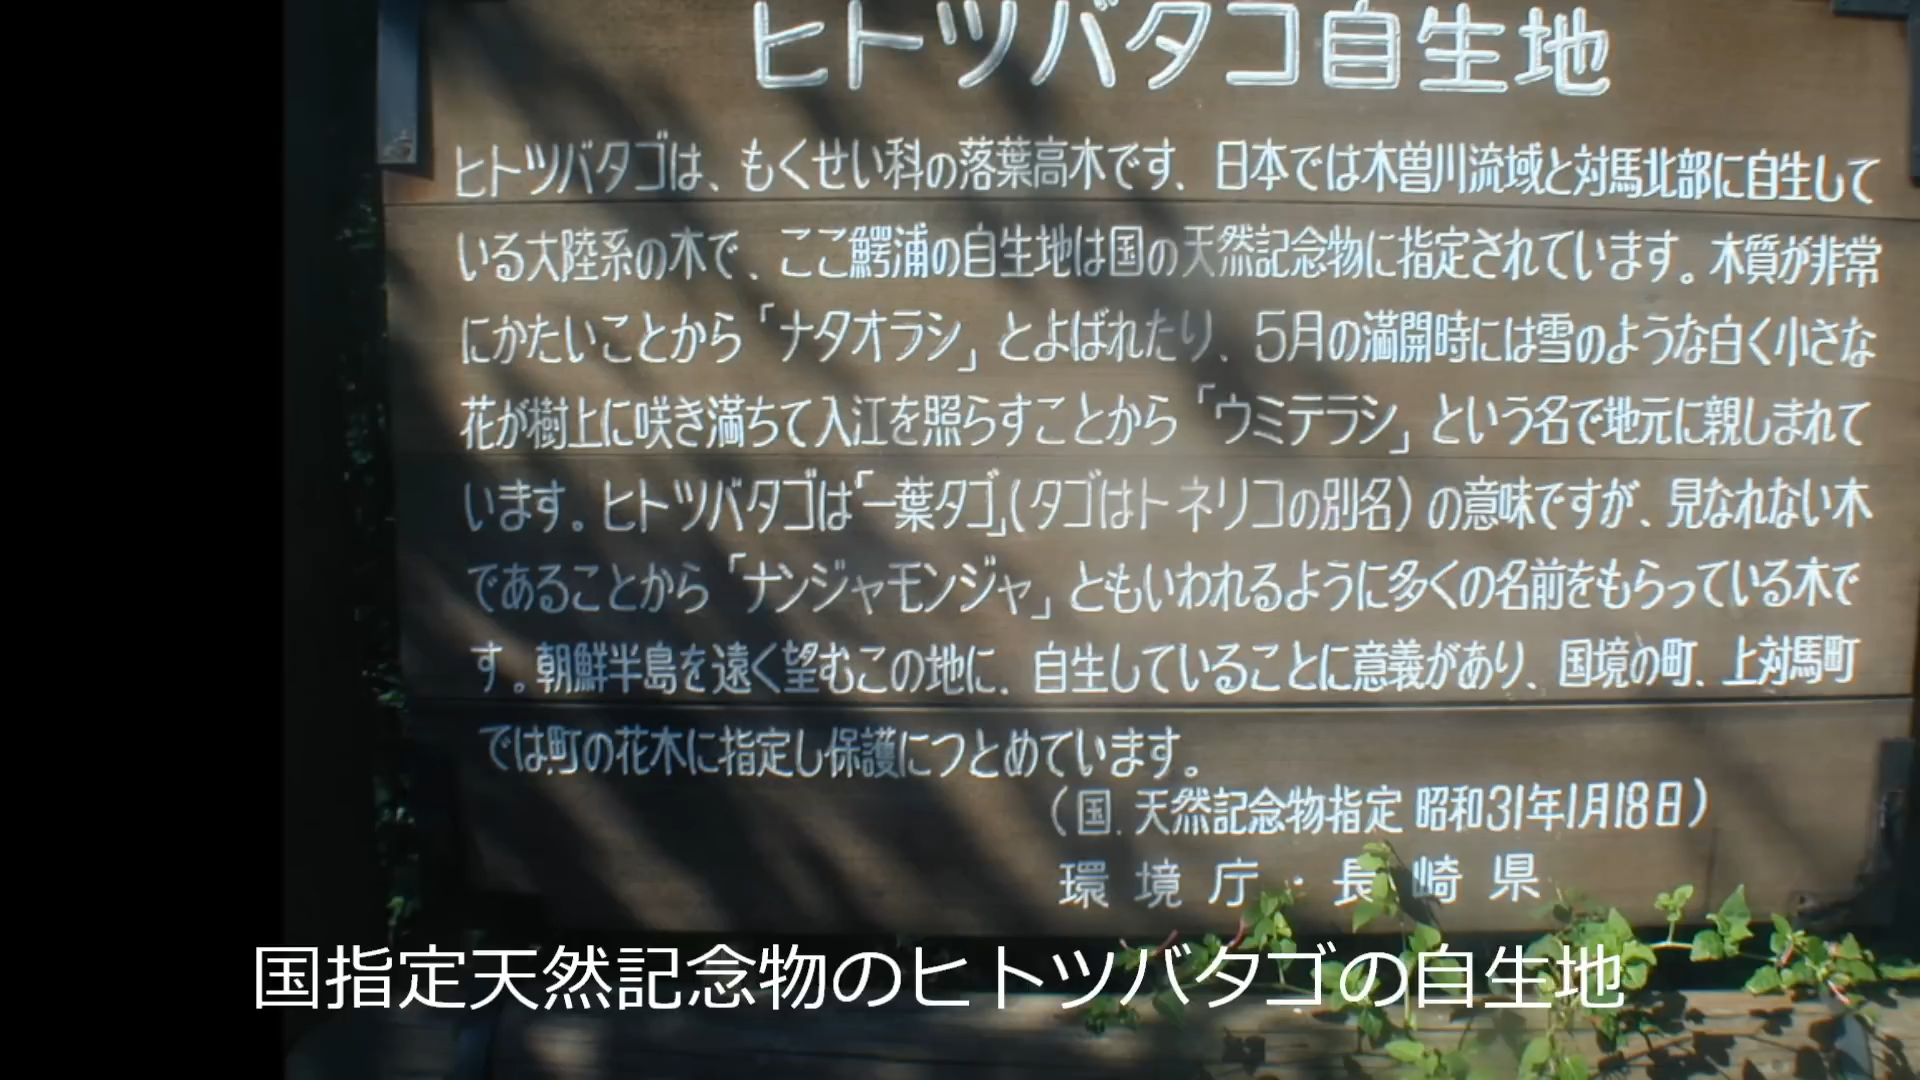 ヒトツバタゴ自生地
ヒトツバタゴは、もくせい科の落葉高木です、日本では木曽川流域と対馬北部に自生して
いる大陸系の木で、ここ鰐浦の自生地は国の天然記念物に指定されています。木質が非常
にかたいことから「ナタオラシ」とよばれたり、5月の満開時には雪のような白く小さな
花が樹上に咲き満ちて入江を照らすことから「ウミテラシ」という名で地元に親しまれて
います。ヒトツバタゴは「一葉タゴ」(タゴはトネリコの別名)の意味ですが、見なれない木
であることから「ナンジャモンジャ」ともいわれるように多くの名前をもらっている木で
す。朝鮮半島を遠く望むこの地に、自生していることに意義があり、国境の町、上対馬町
では町の花木に指定し保護につとめています。
(国.天然記念物指定 昭和31年1月18日)
環境庁・長崎県
国指定天然記念物のヒトツバタゴの自生地